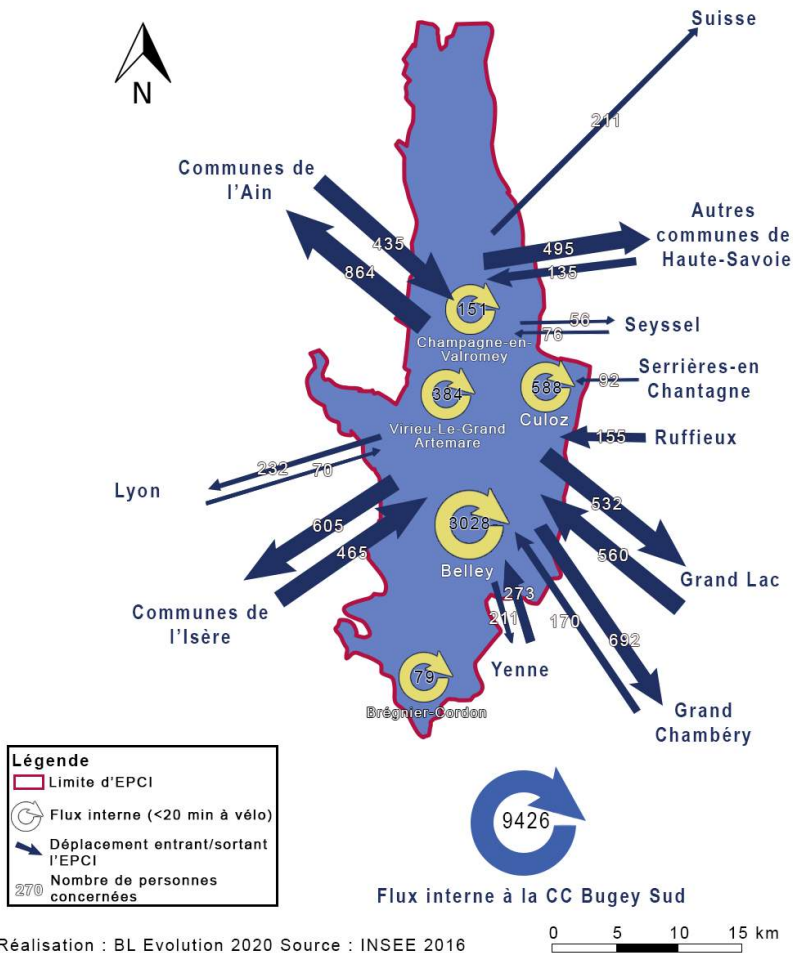 Suisse
N
211
Communes de
l'Ain
435
864
Autres
communes de
Haute-Savoie
495
135
151
Champagne-en-
Valromey
56
76
Seyssel
384
Virieu-Le-Grand
Artemare
588
Culoz
92
Serrières-en
Chantagne
155
Ruffieux
232
70
Lyon
605
465
Communes de
l'Isère
3028
Belley
532
560
Grand Lac
273
211
170
692
Yenne
Grand
Chambéry
79
Brégnier-Cordon
Légende
Limite d'EPCI
Flux interne (<20 min à vélo)
Déplacement entrant/sortant
l'EPCI
270 Nombre de personnes
concernées
9426
Flux interne à la CC Bugey Sud
Réalisation : BL Evolution 2020 Source : INSEE 2016
0 5 10 15 km